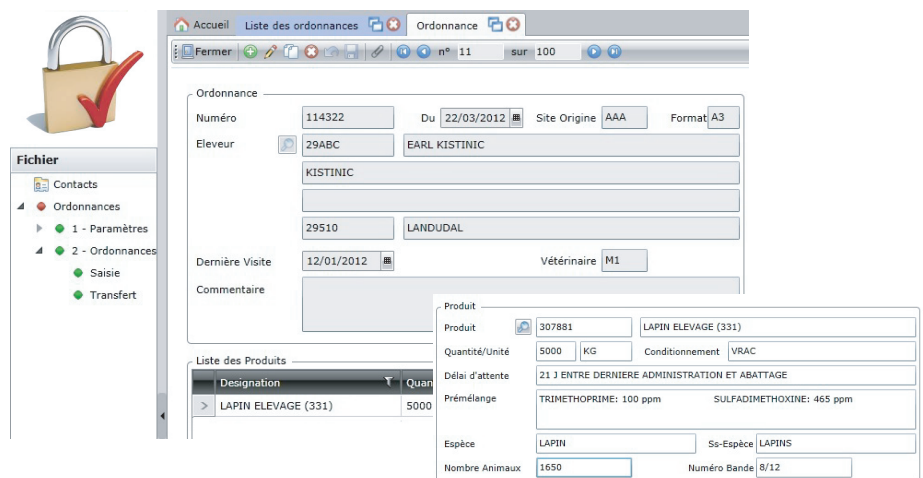 Accueil Liste des ordonnances Ordonnance
Fermer n° 11 sur 100
Fichier
Contacts
Ordonnances
1 - Paramètres
2 - Ordonnances
Saisie
Transfert
Ordonnance
Numéro 114322 Du 22/03/2012 Site Origine AAA Format A3
Eleveur 29ABC EARL KISTINIC
KISTINIC
29510 LANDUDAL
Dernière Visite 12/01/2012 Vétérinaire M1
Commentaire
Liste des Produits
Designation Quan
LAPIN ELEVAGE (331) 5000
Produit
Produit 307881 LAPIN ELEVAGE (331)
Quantité/Unité 5000 KG Conditionnement VRAC
Délai d'attente 21 J ENTRE DERNIERE ADMINISTRATION ET ABATTAGE
Prémélange TRIMETHOPRIME: 100 ppm SULFADIMETHOXINE: 465 ppm
Espèce LAPIN Ss-Espèce LAPINS
Nombre Animaux 1650 Numéro Bande 8/12